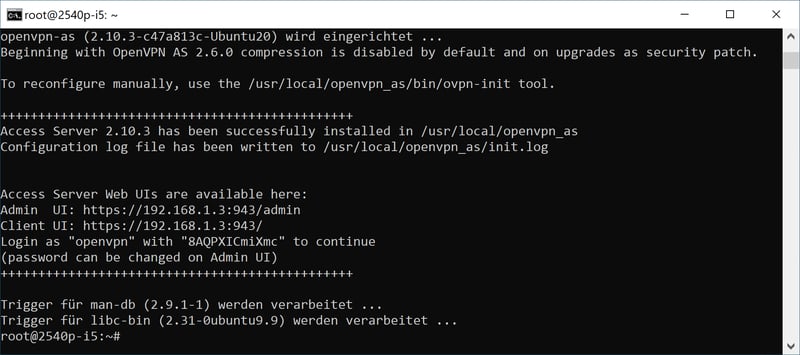 root@2540p-i5: ~
openvpn-as (2.10.3-c47a813c-Ubuntu20) wird eingerichtet ...
Beginning with OpenVPN AS 2.6.0 compression is disabled by default and on upgrades as security patch.
To reconfigure manually, use the /usr/local/openvpn_as/bin/ovpn-init tool.
+++++++++++++++++++++++++++++++++++++++++++++++
Access Server 2.10.3 has been successfully installed in /usr/local/openvpn_as
Configuration log file has been written to /usr/local/openvpn_as/init.log
Access Server Web UIs are available here:
Admin  UI: https://192.168.1.3:943/admin
Client UI: https://192.168.1.3:943/
Login as "openvpn" with "8AQPXICmiXmc" to continue
(password can be changed on Admin UI)
+++++++++++++++++++++++++++++++++++++++++++++++
Trigger für man-db (2.9.1-1) werden verarbeitet ...
Trigger für libc-bin (2.31-0ubuntu9.9) werden verarbeitet ...
root@2540p-i5:~#